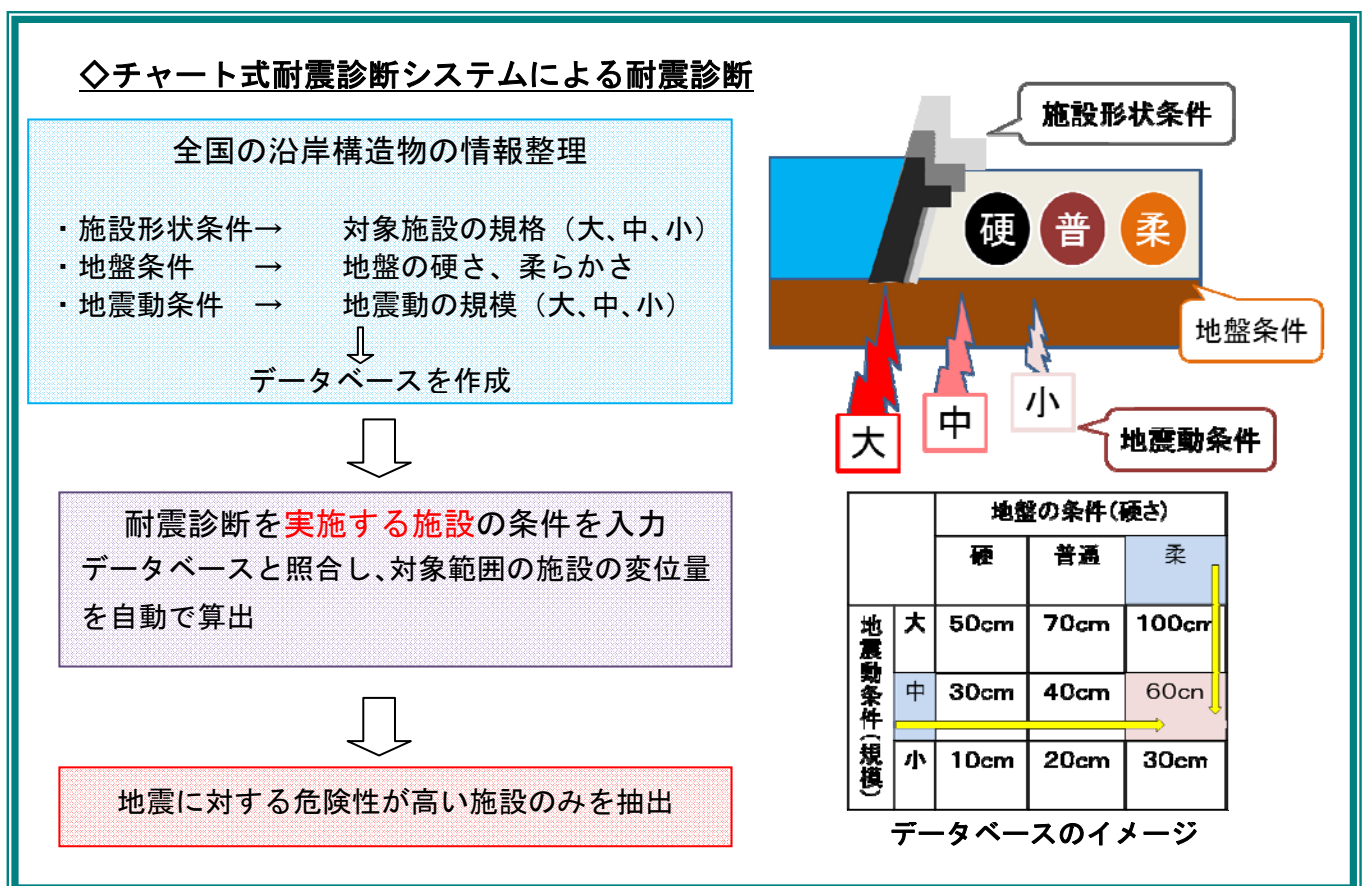 ◇チャート式耐震診断システムによる耐震診断
全国の沿岸構造物の情報整理
・施設形状条件→ 対象施設の規格（大、中、小）
・地盤条件 → 地盤の硬さ、柔らかさ
・地震動条件 → 地震動の規模（大、中、小）
データベースを作成
耐震診断を実施する施設の条件を入力
データベースと照合し、対象範囲の施設の変位量
を自動で算出
地震に対する危険性が高い施設のみを抽出
施設形状条件
硬 普 柔
地盤条件
大 中 小
地震動条件
地盤の条件（硬さ）
硬 普通 柔
地震動条件（規模）
大 50cm 70cm 100cm
中 30cm 40cm 60cn
小 10cm 20cm 30cm
データベースのイメージ